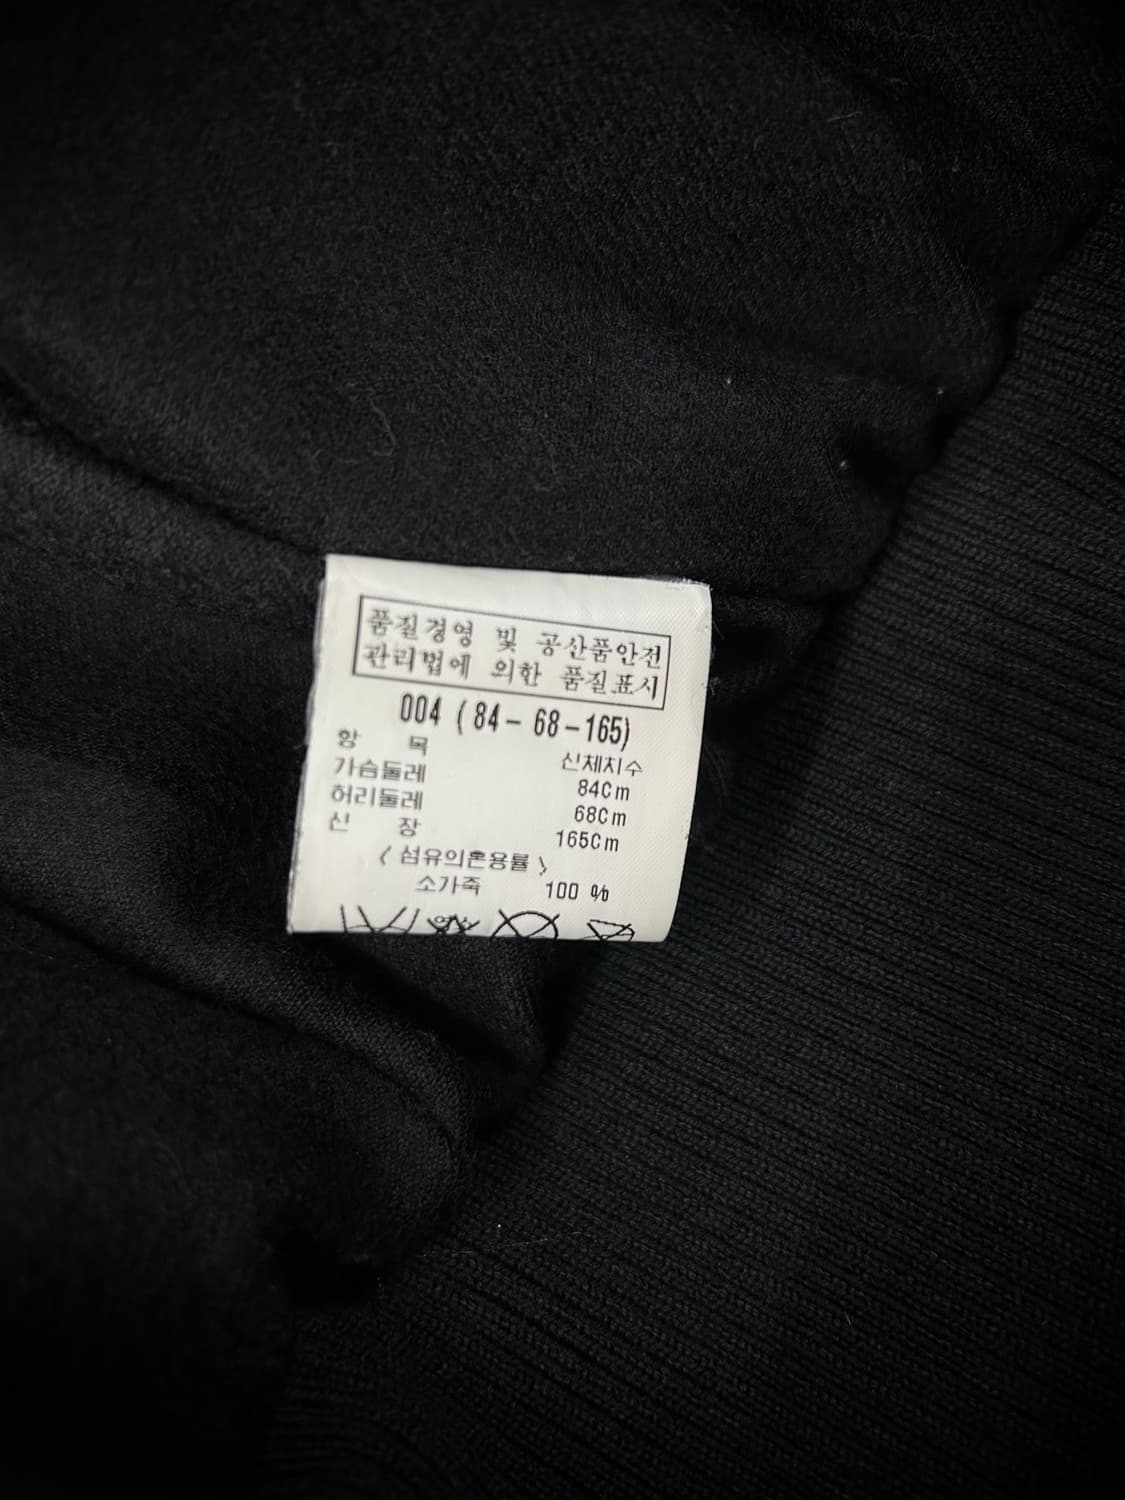 품질경영 및 공산품안전
관리법에 의한 품질표시
004 (84-68-165)
항 목 신체치수
가슴둘레 84Cm
허리둘레 68Cm
신 장 165Cm
〈 섬유의혼용률 〉
소가죽 100 %